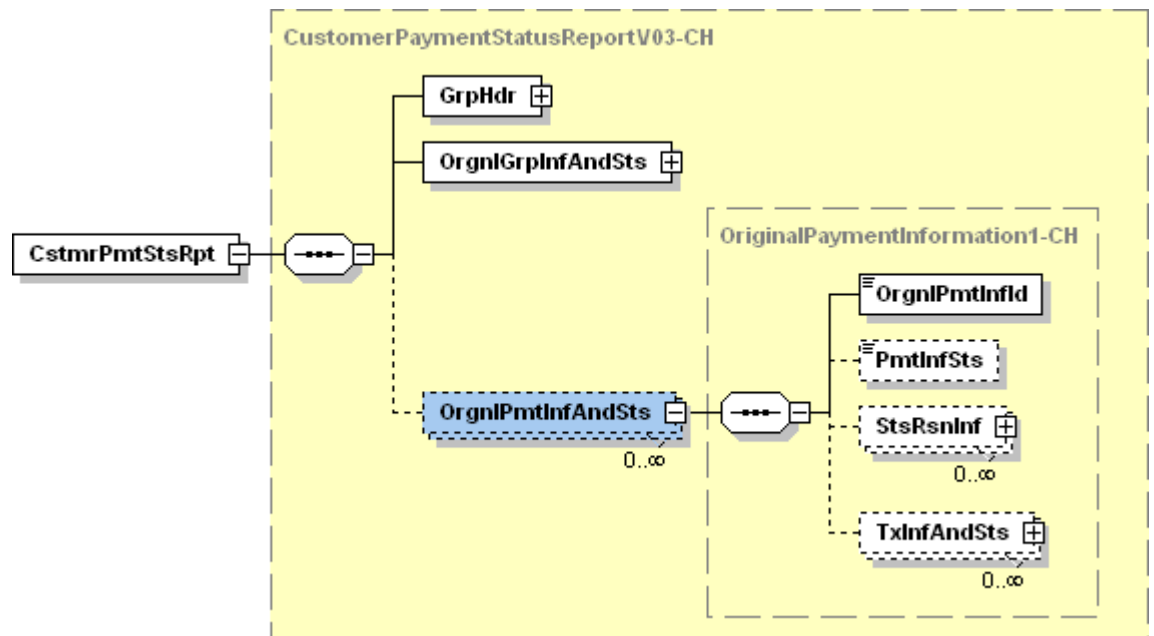 CustomerPaymentStatusReportV03-CH
GrpHdr
OrgnlGrpInfAndSts
OriginalPaymentInformation1-CH
CstmrPmtStsRpt
OrgnlPmtInfId
PmtInfSts
OrgnlPmtInfAndSts
0..∞
StsRsnInf
0..∞
TxInfAndSts
0..∞